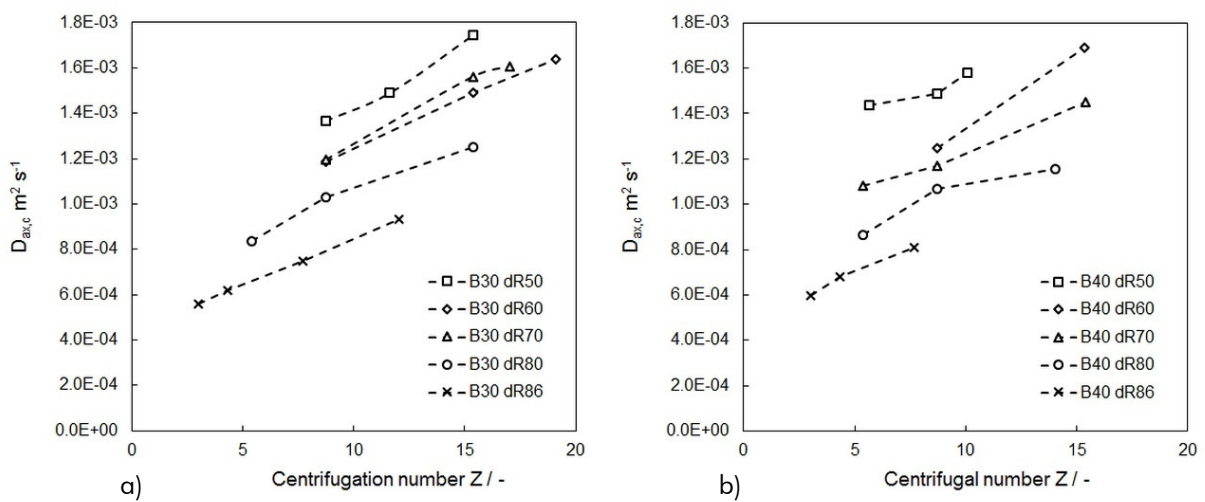 1.8E-03
1.6E-03
1.4E-03
1.2E-03
1.0E-03
8.0E-04
6.0E-04
4.0E-04
2.0E-04
0.0E+00
D_ax,c m² s⁻¹
B30 dR50
B30 dR60
B30 dR70
B30 dR80
B30 dR86
0 5 10 15 20
Centrifugation number Z / -
a)
1.8E-03
1.6E-03
1.4E-03
1.2E-03
1.0E-03
8.0E-04
6.0E-04
4.0E-04
2.0E-04
0.0E+00
D_ax,c m² s⁻¹
B40 dR50
B40 dR60
B40 dR70
B40 dR80
B40 dR86
0 5 10 15 20
Centrifugal number Z / -
b)